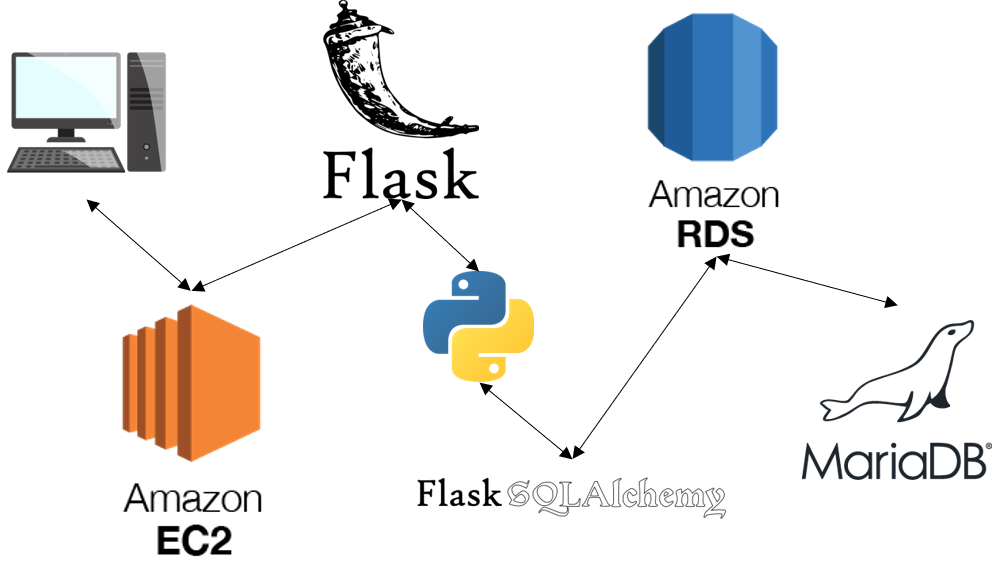 Flask
Amazon
RDS
MariaDB®
Flask SQLAlchemy
Amazon
EC2